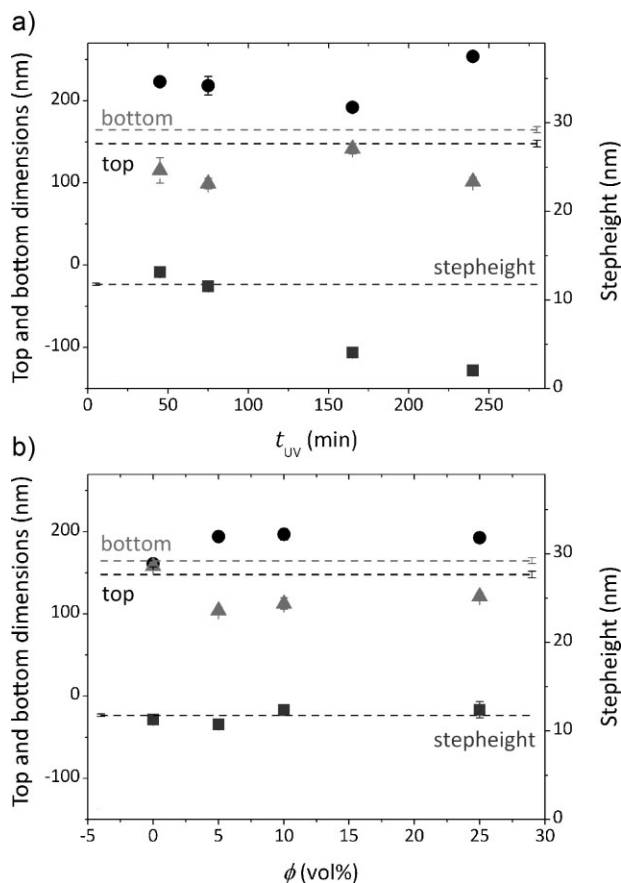 a)
Top and bottom dimensions (nm)
200
100
0
-100
bottom
top
stepheight
30
20
10
0
Stepheight (nm)
0 50 100 150 200 250
t_UV (min)
b)
Top and bottom dimensions (nm)
200
100
0
-100
bottom
top
stepheight
30
20
10
0
Stepheight (nm)
-5 0 5 10 15 20 25 30
ϕ (vol%)